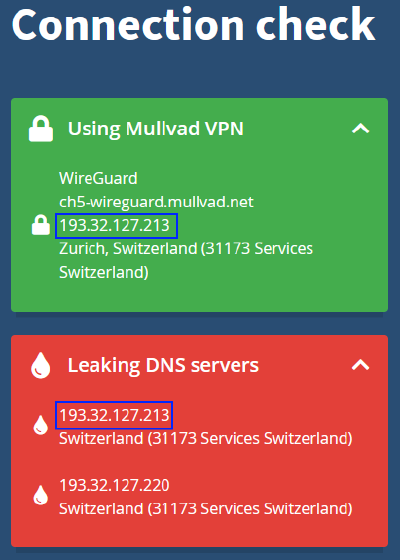 Connection check
Using Mullvad VPN
WireGuard
ch5-wireguard.mullvad.net
193.32.127.213
Zurich, Switzerland (31173 Services
Switzerland)
Leaking DNS servers
193.32.127.213
Switzerland (31173 Services Switzerland)
193.32.127.220
Switzerland (31173 Services Switzerland)